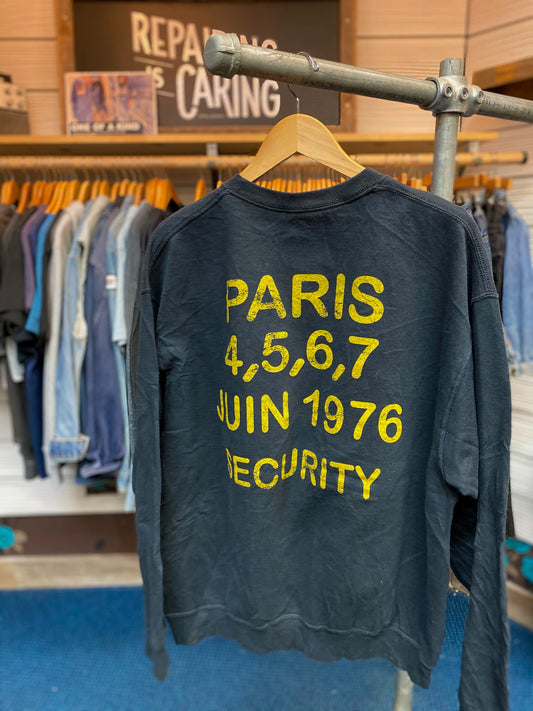 REPAIRING
IS
CARING
ONE OF A KIND
PARIS
4,5,6,7
JUIN 1976
SECURITY